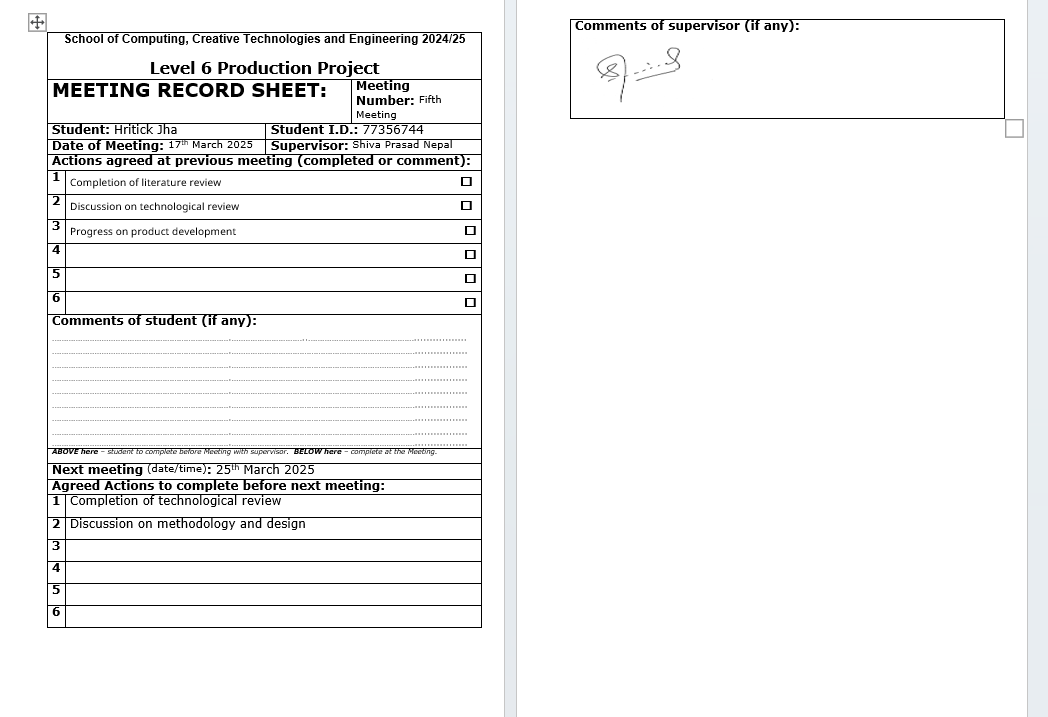 School of Computing, Creative Technologies and Engineering 2024/25
Level 6 Production Project
MEETING RECORD SHEET:
Meeting
Number: Fifth
Meeting
Student: Hritick Jha
Student I.D.: 77356744
Date of Meeting: 17th March 2025
Supervisor: Shiva Prasad Nepal
Actions agreed at previous meeting (completed or comment):
1 Completion of literature review ☐
2 Discussion on technological review ☐
3 Progress on product development ☐
4 ☐
5 ☐
6 ☐
Comments of student (if any):
ABOVE here – student to complete before Meeting with supervisor. BELOW here – complete at the Meeting.
Next meeting (date/time): 25th March 2025
Agreed Actions to complete before next meeting:
1 Completion of technological review
2 Discussion on methodology and design
3
4
5
6
Comments of supervisor (if any):